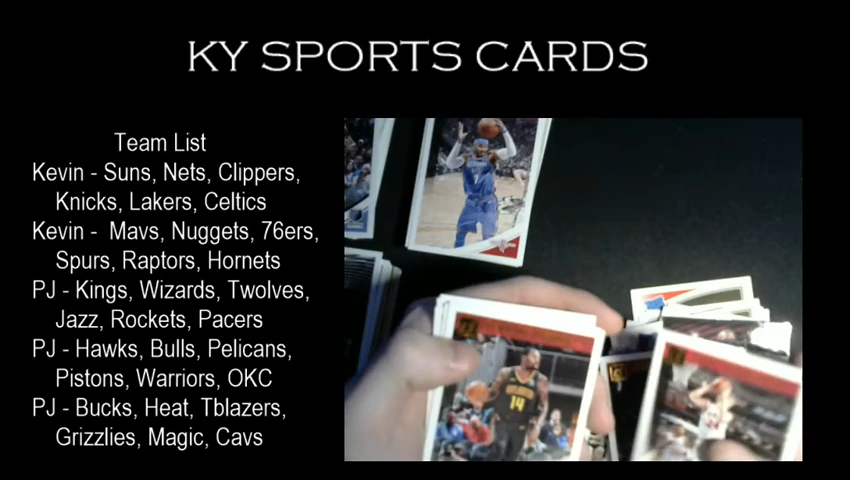 KY SPORTS CARDS
Team List
Kevin - Suns, Nets, Clippers,
Knicks, Lakers, Celtics
Kevin - Mavs, Nuggets, 76ers,
Spurs, Raptors, Hornets
PJ - Kings, Wizards, Twolves,
Jazz, Rockets, Pacers
PJ - Hawks, Bulls, Pelicans,
Pistons, Warriors, OKC
PJ - Bucks, Heat, Tblazers,
Grizzlies, Magic, Cavs
7
14